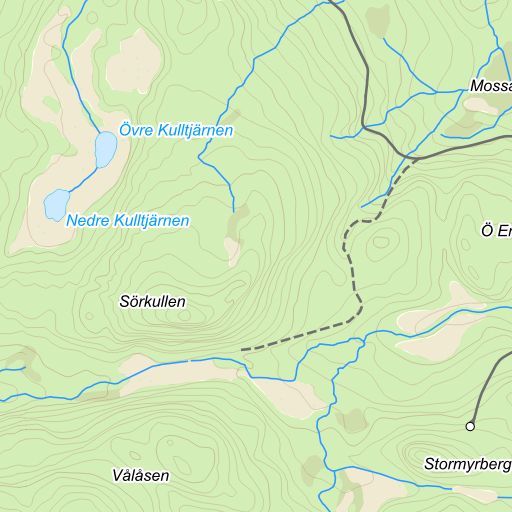 Mossa
Övre Kulltjärnen
Nedre Kulltjärnen
Ö Er
Sörkullen
Stormyrberg
Vålåsen